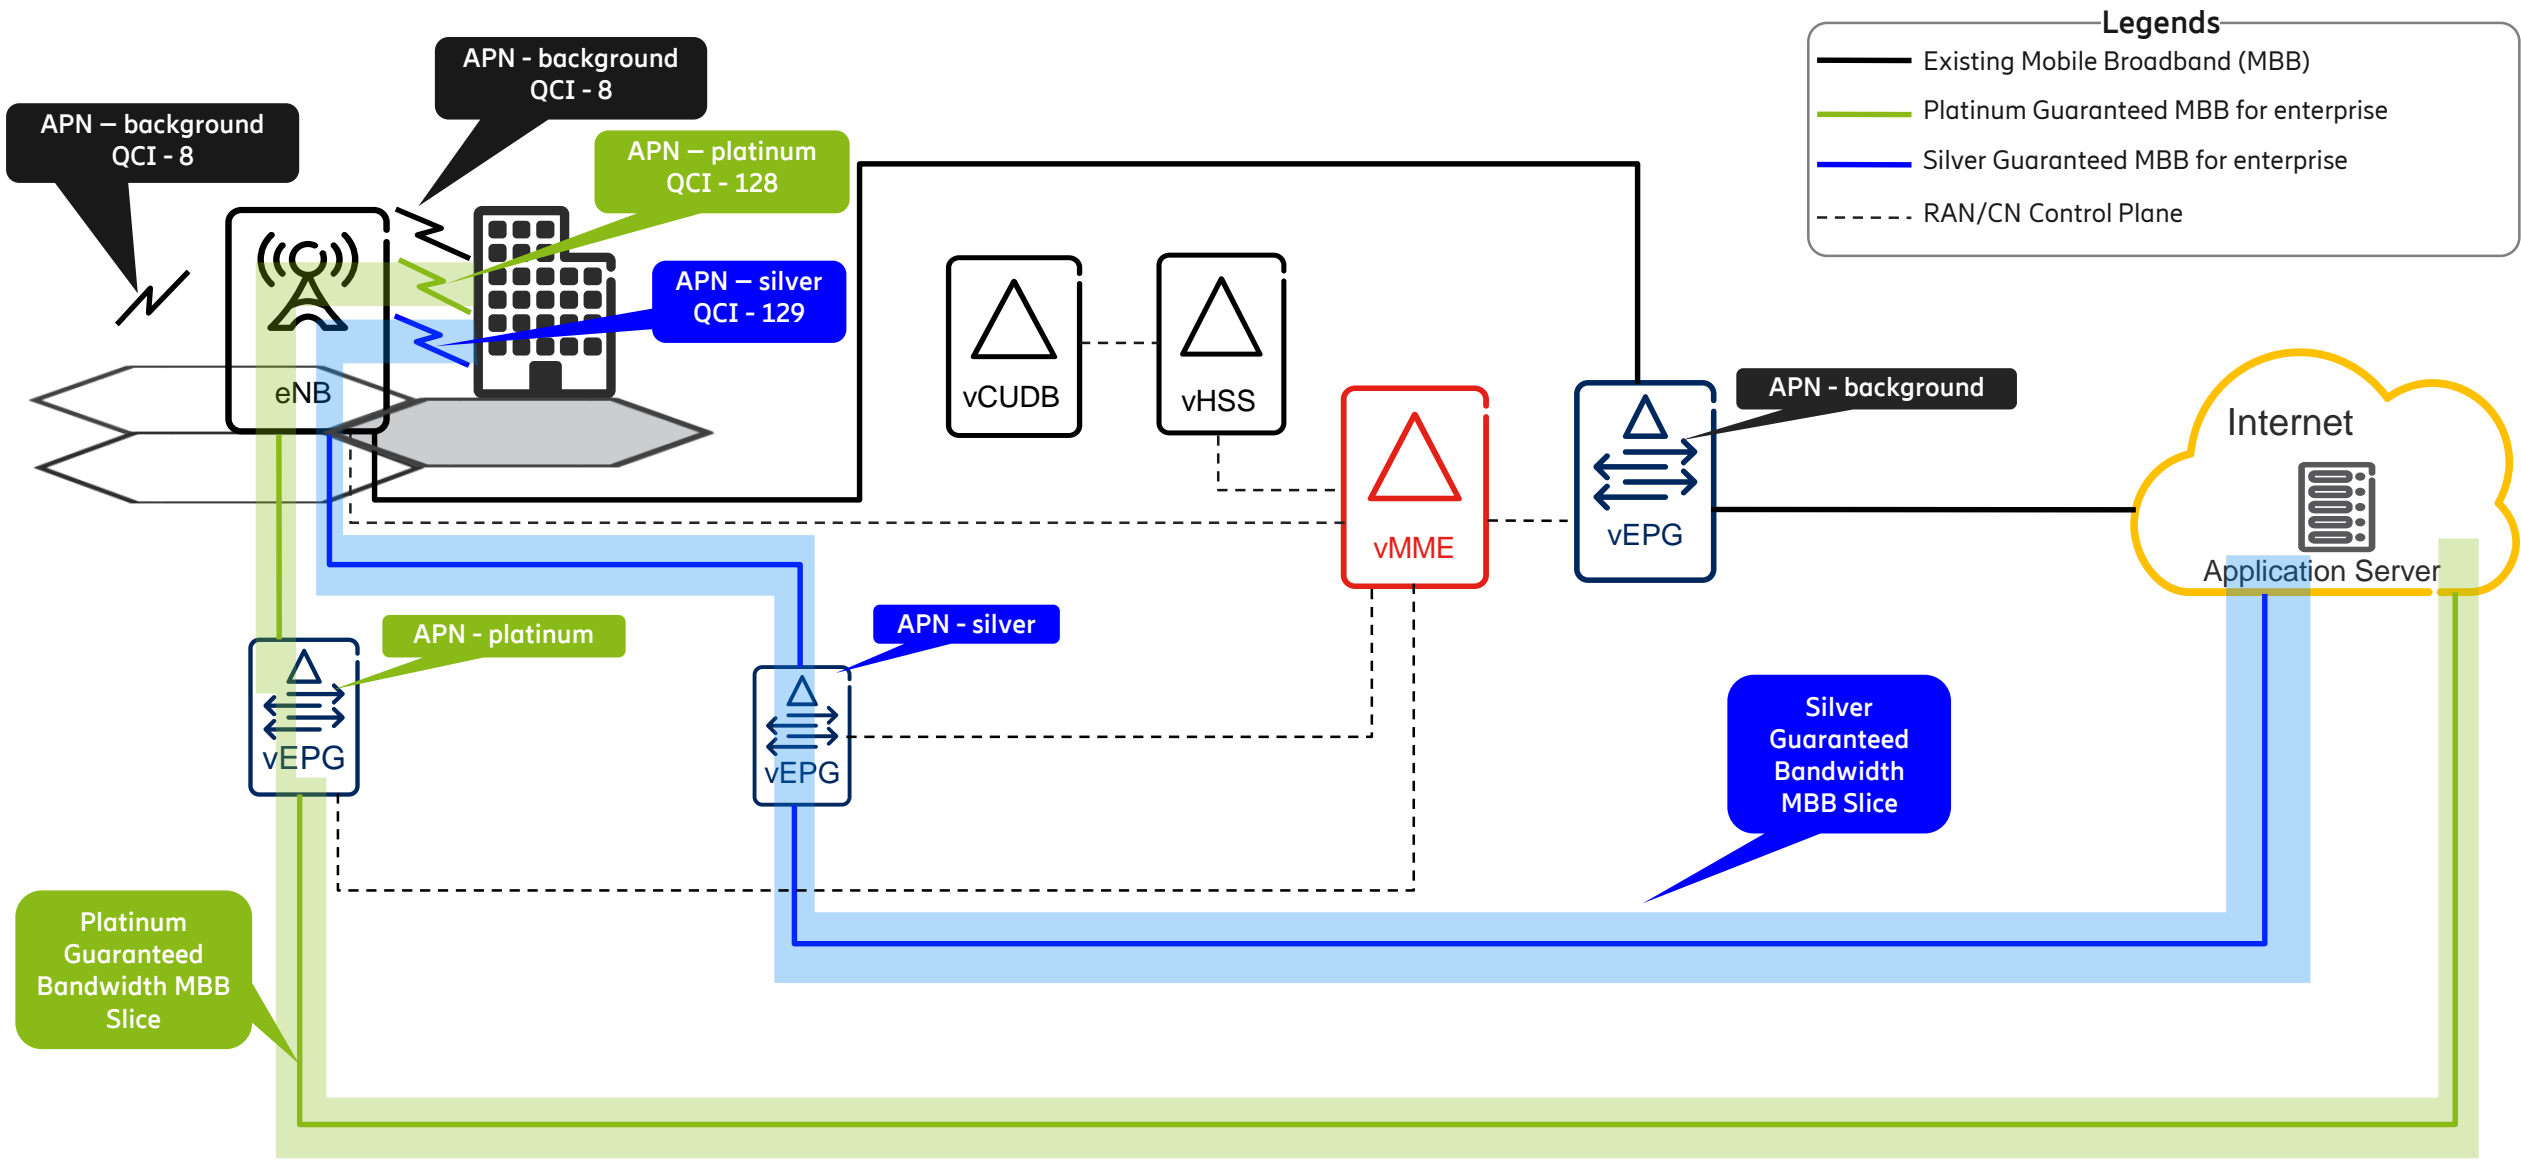 Legends
Existing Mobile Broadband (MBB)
Platinum Guaranteed MBB for enterprise
Silver Guaranteed MBB for enterprise
RAN/CN Control Plane
APN - background
QCI - 8
APN – background
QCI - 8
APN – platinum
QCI - 128
APN – silver
QCI - 129
eNB
vCUDB
vHSS
vMME
vEPG
APN - background
Internet
Application Server
APN - platinum
vEPG
APN - silver
vEPG
Silver
Guaranteed
Bandwidth
MBB Slice
Platinum
Guaranteed
Bandwidth MBB
Slice